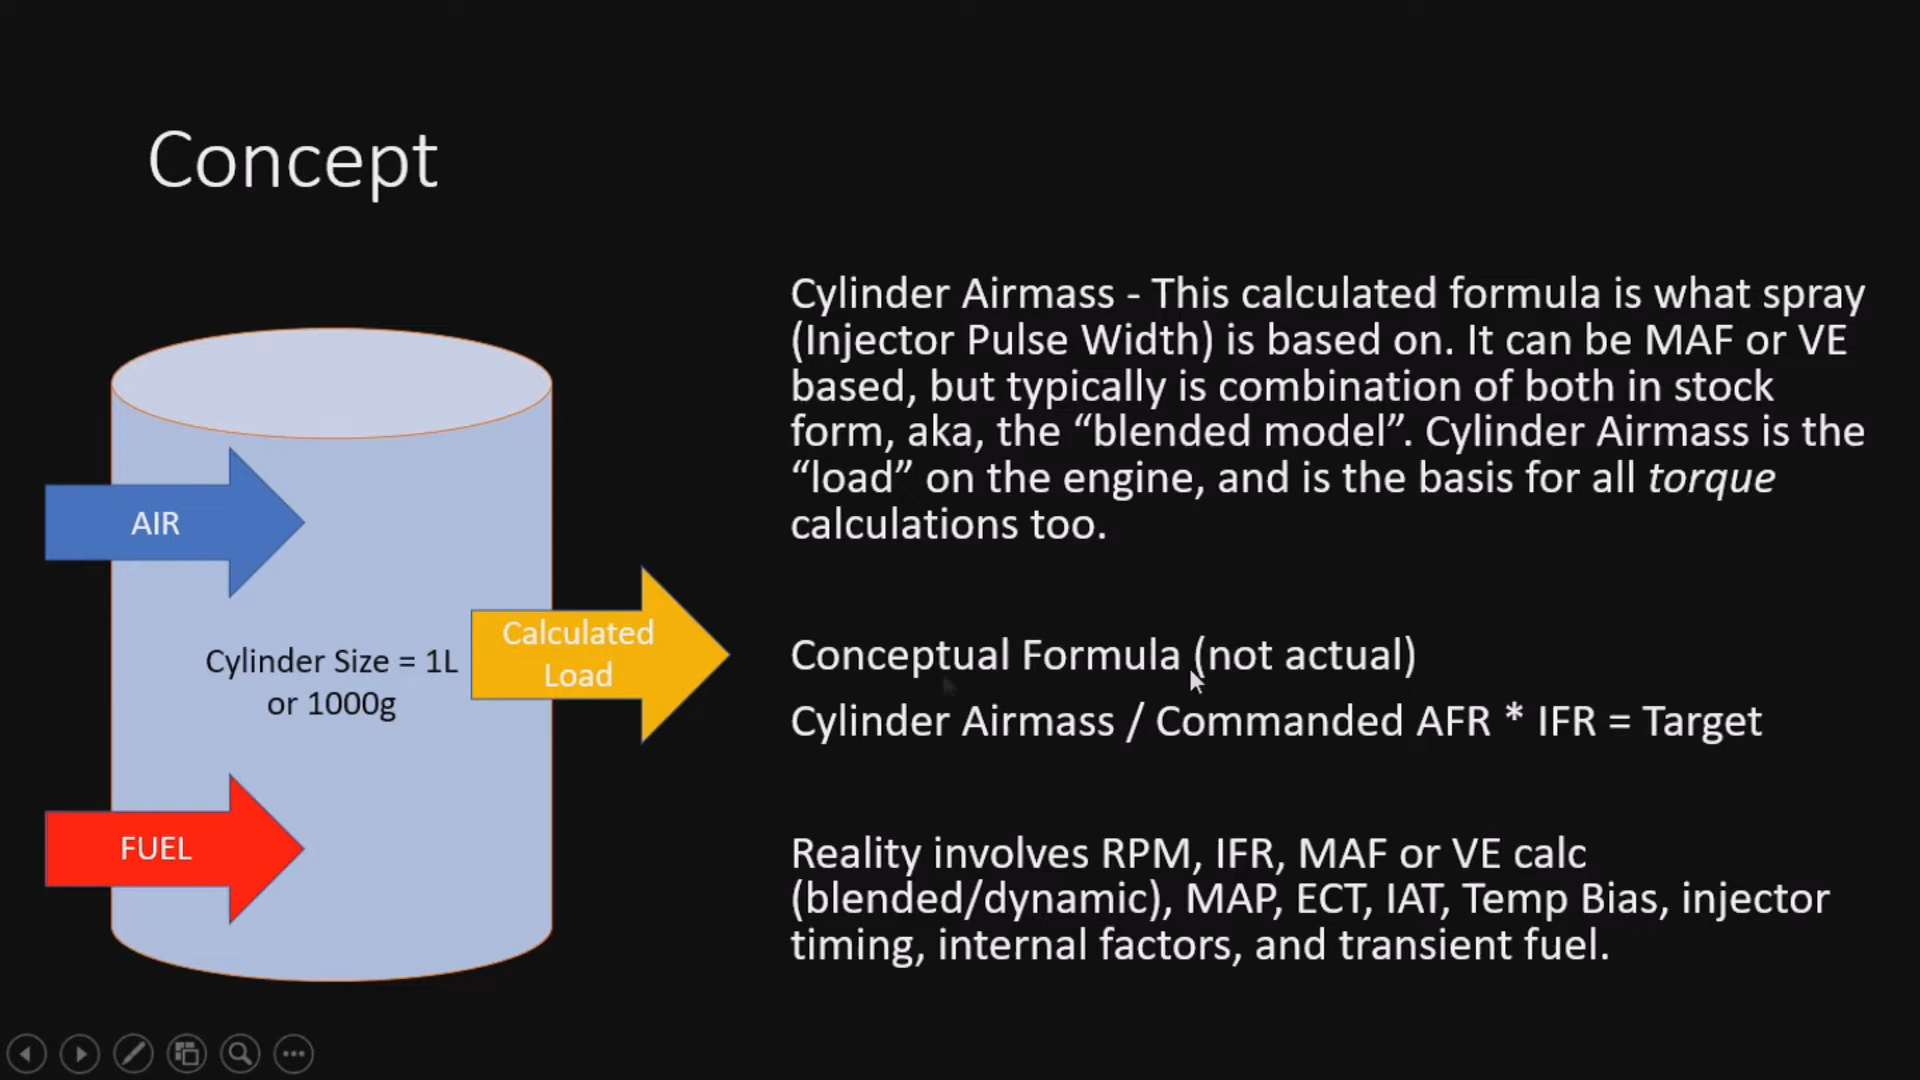 Concept
Cylinder Airmass - This calculated formula is what spray
(Injector Pulse Width) is based on. It can be MAF or VE
based, but typically is combination of both in stock
form, aka, the “blended model”. Cylinder Airmass is the
“load” on the engine, and is the basis for all torque
calculations too.
AIR
Calculated
Load
Cylinder Size = 1L
or 1000g
FUEL
Conceptual Formula (not actual)
Cylinder Airmass / Commanded AFR * IFR = Target
Reality involves RPM, IFR, MAF or VE calc
(blended/dynamic), MAP, ECT, IAT, Temp Bias, injector
timing, internal factors, and transient fuel.